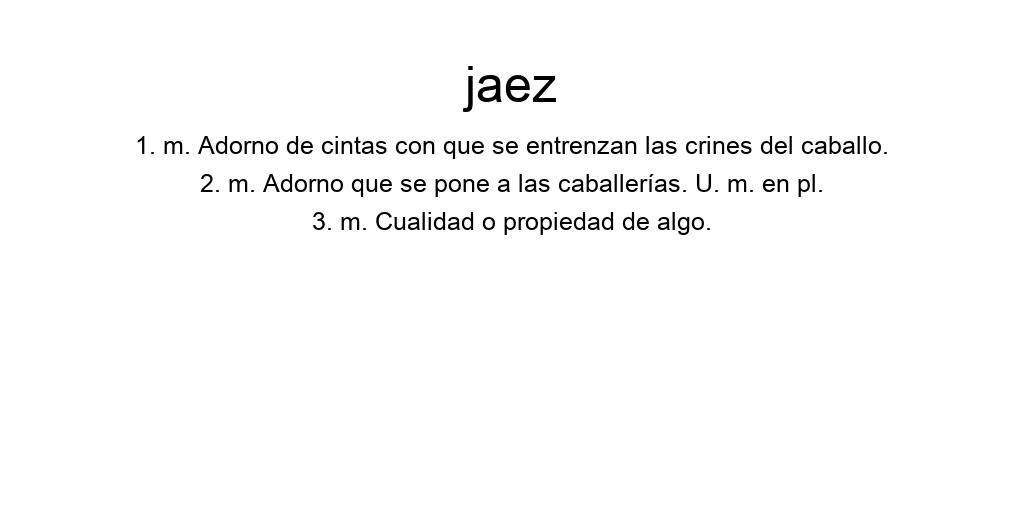 jaez
1. m. Adorno de cintas con que se entrenzan las crines del caballo.
2. m. Adorno que se pone a las caballerías. U. m. en pl.
3. m. Cualidad o propiedad de algo.